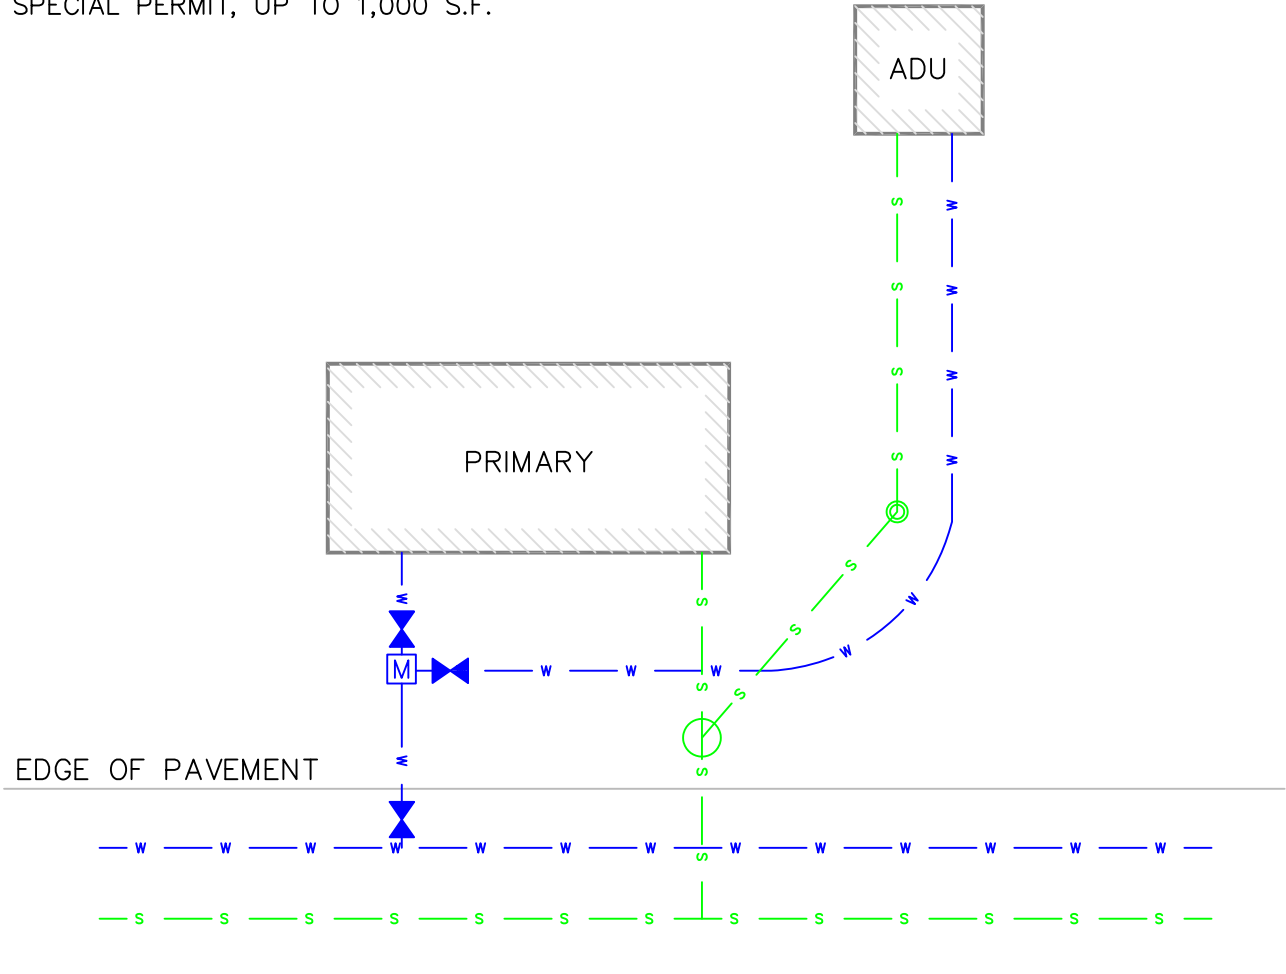 SPECIAL PERMIT, UP TO 1,000 S.F.
ADU
S W
S W
S W
S W
PRIMARY
S
W S W
S W
M W W W
S S
EDGE OF PAVEMENT
W S
W W W W W W W W W W W W W
S
S S S S S S S S S S S S S